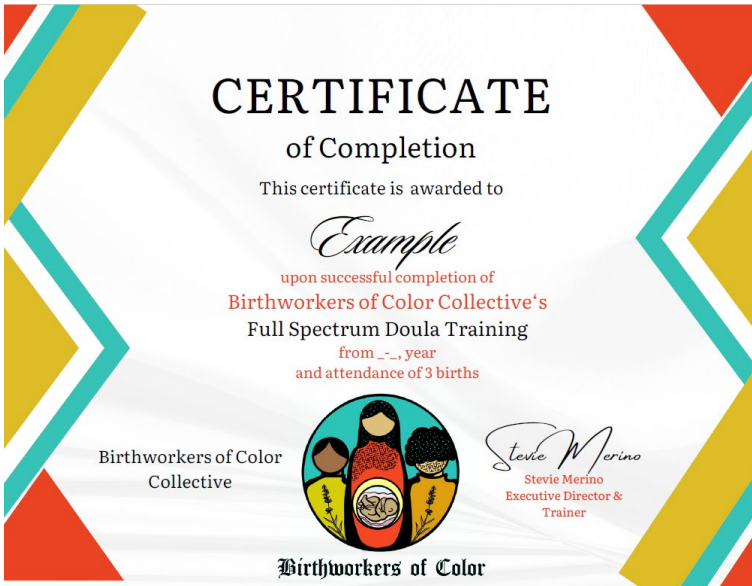 CERTIFICATE
of Completion
This certificate is awarded to
Example
upon successful completion of
Birthworkers of Color Collective‘s
Full Spectrum Doula Training
from _-_, year
and attendance of 3 births
Birthworkers of Color
Collective
Stevie Merino
Stevie Merino
Executive Director &
Trainer
Birthworkers of Color